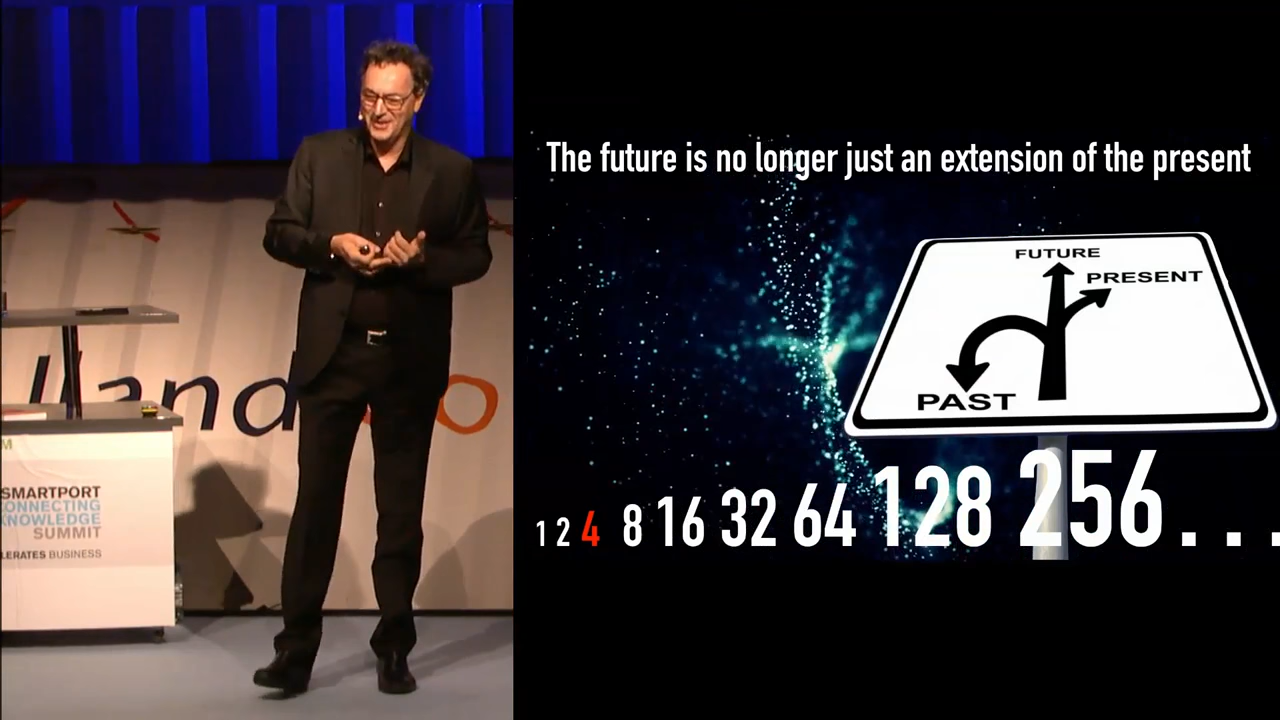 lland
o
M
SMARTPORT
CONNECTING
KNOWLEDGE
SUMMIT
LERATES BUSINESS
The future is no longer just an extension of the present
FUTURE
PRESENT
PAST
1 2 4 8 16 32 64 128 256 . . .